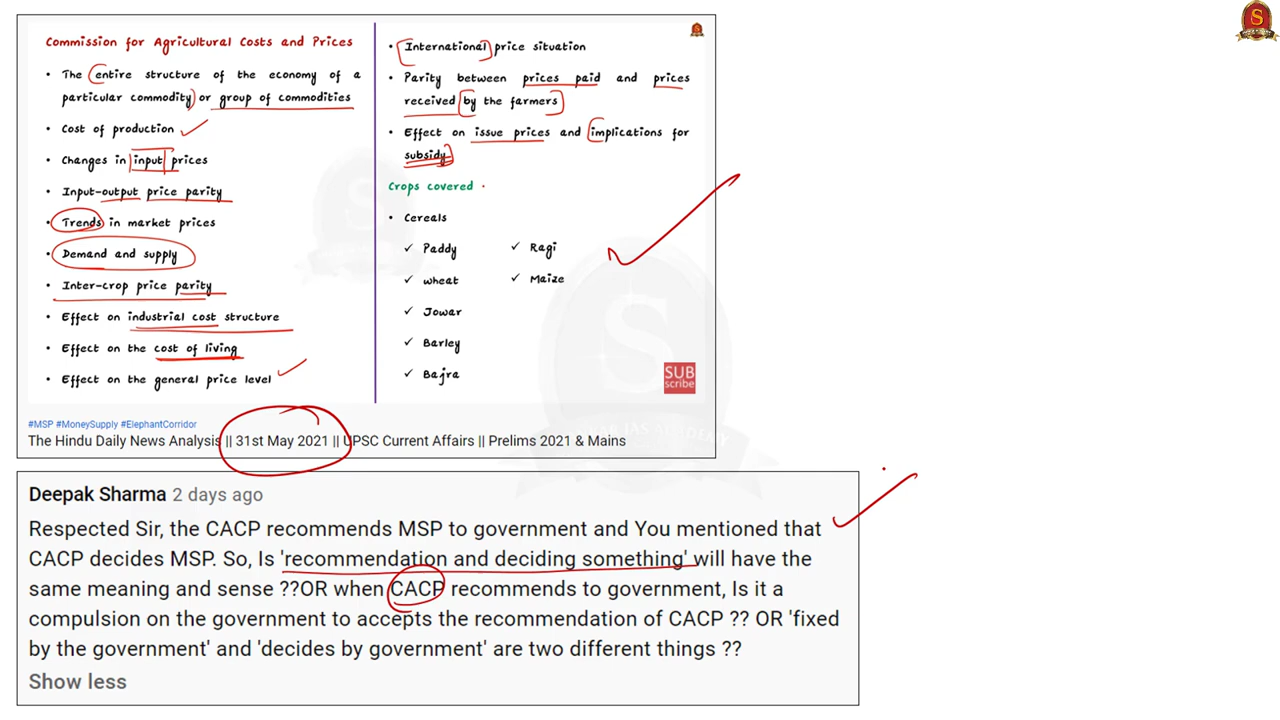 Commission for Agricultural Costs and Prices
• The entire structure of the economy of a
particular commodity or group of commodities
• Cost of production
• Changes in input prices
• Input-output price parity
• Trends in market prices
• Demand and supply
• Inter-crop price parity
• Effect on industrial cost structure
• Effect on the cost of living
• Effect on the general price level
• International price situation
• Parity between prices paid and prices
received by the farmers
• Effect on issue prices and implications for
subsidy
Crops covered
• Cereals
✓ Paddy
✓ wheat
✓ Jowar
✓ Barley
✓ Bajra
✓ Ragi
✓ Maize
SUB
scribe
#MSP #MoneySupply #ElephantCorridor
The Hindu Daily News Analysis || 31st May 2021 || UPSC Current Affairs || Prelims 2021 & Mains
Deepak Sharma 2 days ago
Respected Sir, the CACP recommends MSP to government and You mentioned that
CACP decides MSP. So, Is 'recommendation and deciding something' will have the
same meaning and sense ??OR when CACP recommends to government, Is it a
compulsion on the government to accepts the recommendation of CACP ?? OR 'fixed
by the government' and 'decides by government' are two different things ??
Show less